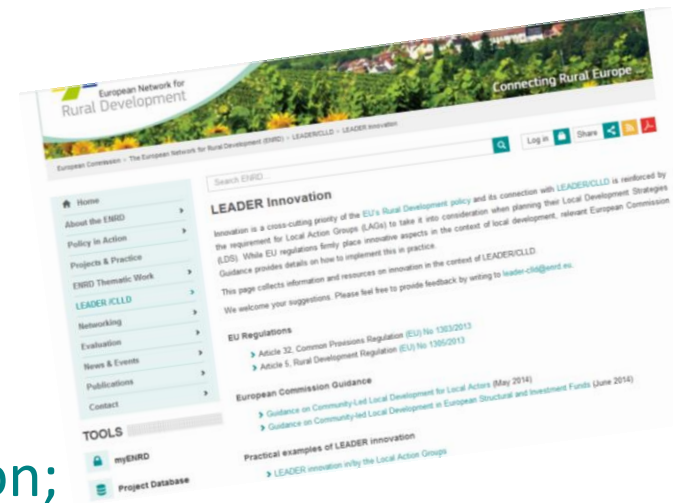 European Network for
Rural Development
Connecting Rural Europe ...
European Commission > The European Network for Rural Development (ENRD) > LEADER/CLLD > LEADER Innovation
Search ENRD...
Log in
Share
Home
About the ENRD
Policy in Action
Projects & Practice
ENRD Thematic Work
LEADER /CLLD
Networking
Evaluation
News & Events
Publications
Contact
TOOLS
myENRD
Project Database
LEADER Innovation
Innovation is a cross-cutting priority of the EU's Rural Development policy and its connection with LEADER/CLLD is reinforced by
the requirement for Local Action Groups (LAGs) to take it into consideration when planning their Local Development Strategies
(LDS). While EU regulations firmly place innovative aspects in the context of local development, relevant European Commission
Guidance provides details on how to implement this in practice.
This page collects information and resources on innovation in the context of LEADER/CLLD.
We welcome your suggestions. Please feel free to provide feedback by writing to leader-clld@enrd.eu.
EU Regulations
Article 32, Common Provisions Regulation (EU) No 1303/2013
Article 5, Rural Development Regulation (EU) No 1305/2013
European Commission Guidance
Guidance on Community-Led Local Development for Local Actors (May 2014)
Guidance on Community-led Local Development in European Structural and Investment Funds (June 2014)
Practical examples of LEADER innovation
LEADER innovation in/by the Local Action Groups
on;